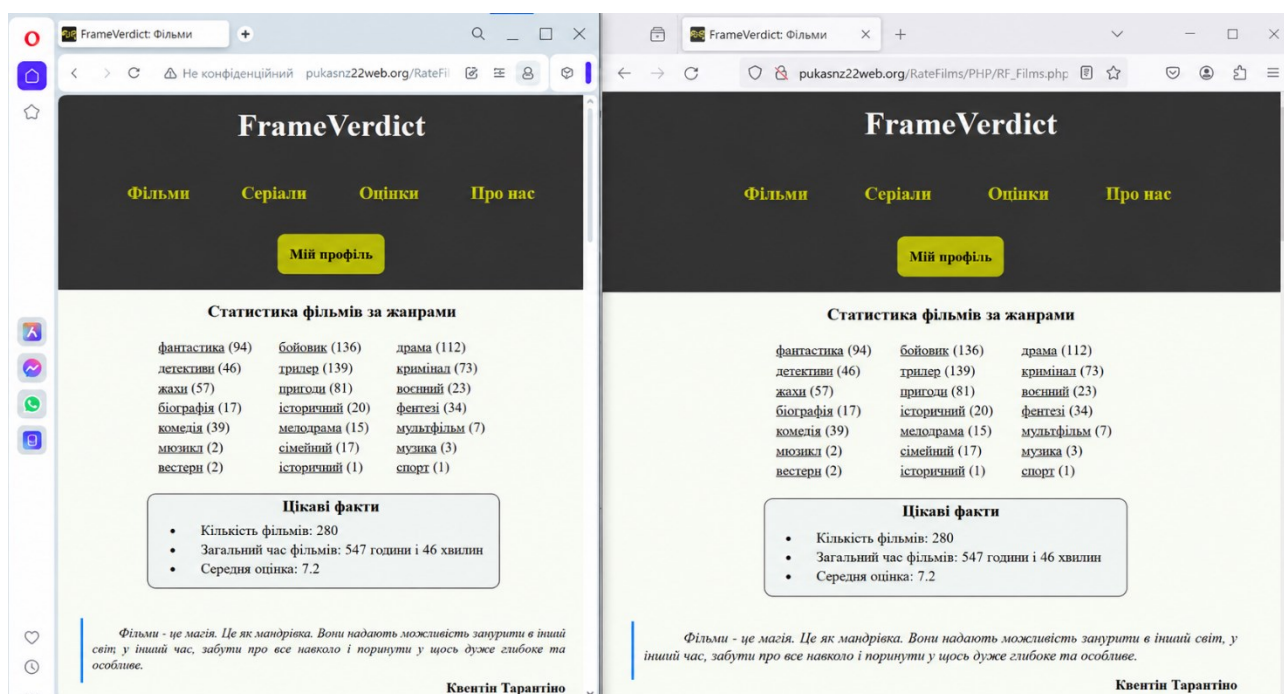 FrameVerdict: Фільми
Не конфіденційний pukasnz22web.org/RateFil
FrameVerdict
Фільми Серіали Оцінки Про нас
Мій профіль
Статистика фільмів за жанрами
фантастика (94) бойовик (136) драма (112)
детективи (46) трилер (139) кримінал (73)
жахи (57) пригоди (81) воєнний (23)
біографія (17) історичний (20) фентезі (34)
комедія (39) мелодрама (15) мультфільм (7)
мюзикл (2) сімейний (17) музика (3)
вестерн (2) історичний (1) спорт (1)
Цікаві факти
• Кількість фільмів: 280
• Загальний час фільмів: 547 години і 46 хвилин
• Середня оцінка: 7.2
Фільми - це магія. Це як мандрівка. Вони надають можливість занурити в інший
світ, у інший час, забути про все навколо і поринути у щось дуже глибоке та
особливе.
Квентін Тарантіно
FrameVerdict: Фільми
pukasnz22web.org/RateFilms/PHP/RF_Films.php
FrameVerdict
Фільми Серіали Оцінки Про нас
Мій профіль
Статистика фільмів за жанрами
фантастика (94) бойовик (136) драма (112)
детективи (46) трилер (139) кримінал (73)
жахи (57) пригоди (81) воєнний (23)
біографія (17) історичний (20) фентезі (34)
комедія (39) мелодрама (15) мультфільм (7)
мюзикл (2) сімейний (17) музика (3)
вестерн (2) історичний (1) спорт (1)
Цікаві факти
• Кількість фільмів: 280
• Загальний час фільмів: 547 години і 46 хвилин
• Середня оцінка: 7.2
Фільми - це магія. Це як мандрівка. Вони надають можливість занурити в інший світ, у
інший час, забути про все навколо і поринути у щось дуже глибоке та особливе.
Квентін Тарантіно